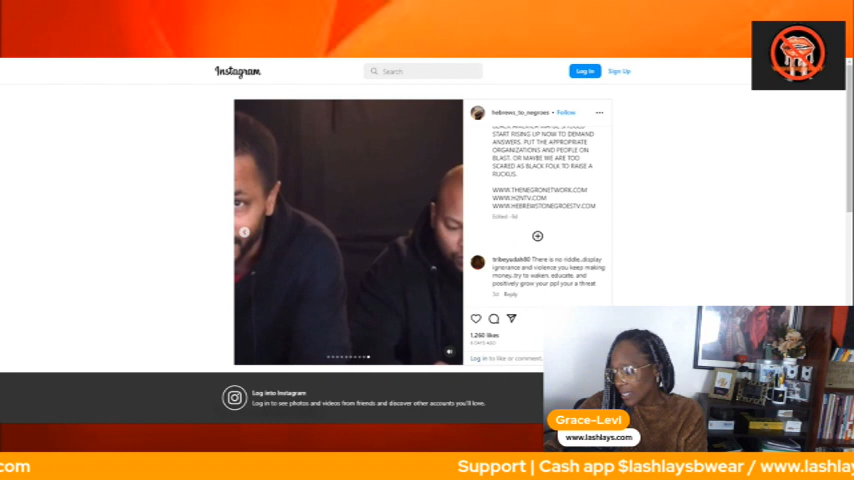 Instagram
Search
Log In
Sign Up
hebrews_to_negroes • Follow
START RISING UP NOW TO DEMAND
ANSWERS. PUT THE APPROPRIATE
ORGANIZATIONS AND PEOPLE ON
BLAST. OR MAYBE WE ARE TOO
SCARED AS BLACK FOLK TO RAISE A
RUCKUS.
WWW.THENEGRONETWORK.COM
WWW.H2NTV.COM
WWW.HEBREWSTONEGROESTV.COM
Edited
tribeyudah80 There is no riddle..display
ignorance and violence you keep making
money..try to waken, educate, and
positively grow your ppl your a threat
Reply
1,260 likes
6 DAYS AGO
Log in to like or comment.
Log into Instagram
Log in to see photos and videos from friends and discover other accounts you'll love.
Grace-Levi
www.lashlays.com
com
Support | Cash app $lashlaysbwear / www.lashlay